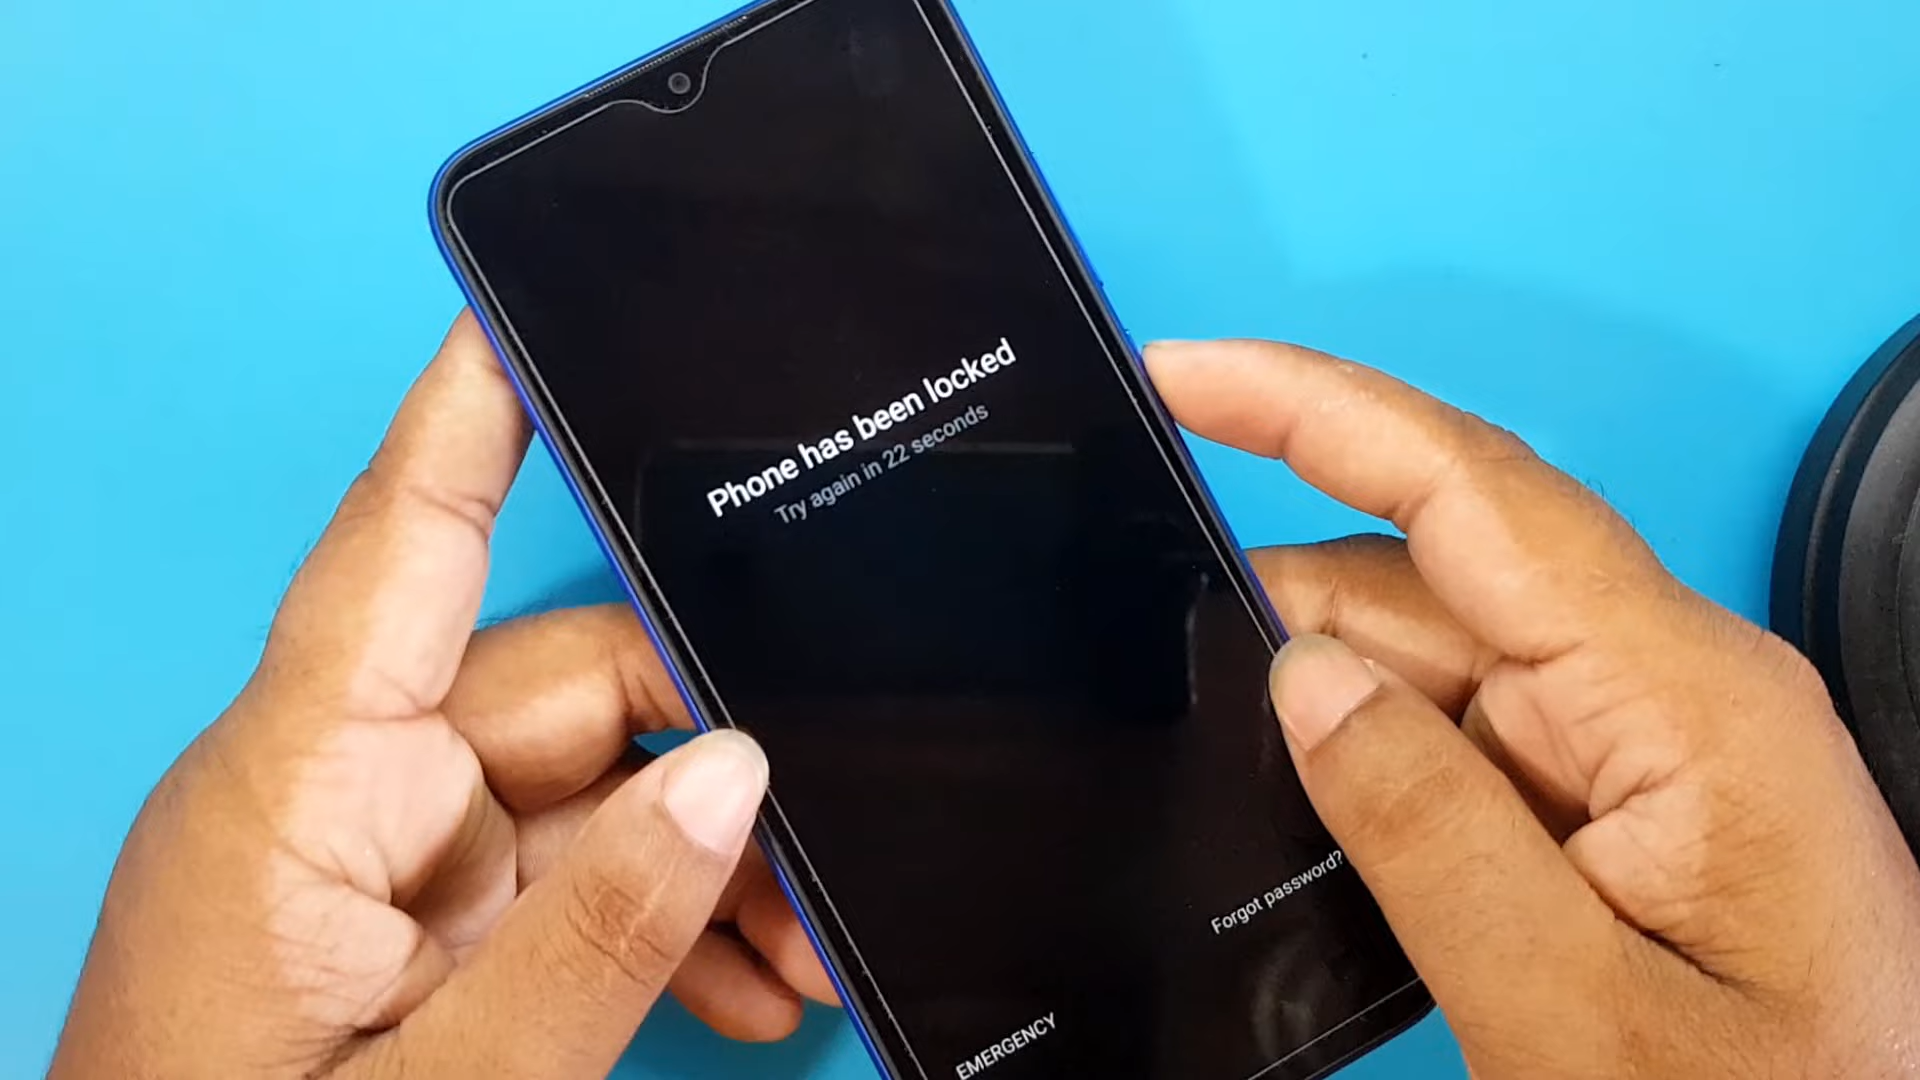 Phone has been locked
Try again in 22 seconds
Forgot password?
EMERGENCY